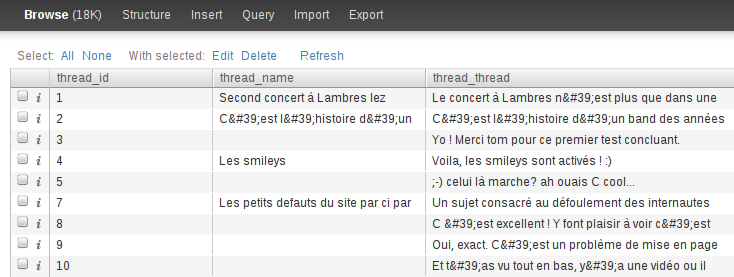 Browse (18K) Structure Insert Query Import Export
Select: All None With selected: Edit Delete Refresh
thread_id thread_name thread_thread
i 1 Second concert à Lambres lez Le concert à Lambres n&#39;est plus que dans une
i 2 C&#39;est l&#39;histoire d&#39;un C&#39;est l&#39;histoire d&#39;un band des années
i 3 Yo ! Merci tom pour ce premier test concluant.
i 4 Les smileys Voila, les smileys sont activés ! :)
i 5 ;-) celui là marche? ah ouais C cool...
i 7 Les petits defauts du site par ci par Un sujet consacré au défoulement des internautes
i 8 C &#39;est excellent ! Y font plaisir à voir c&#39;est
i 9 Oui, exact. C&#39;est un problème de mise en page
i 10 Et t&#39;as vu tout en bas, y&#39;a une vidéo ou il